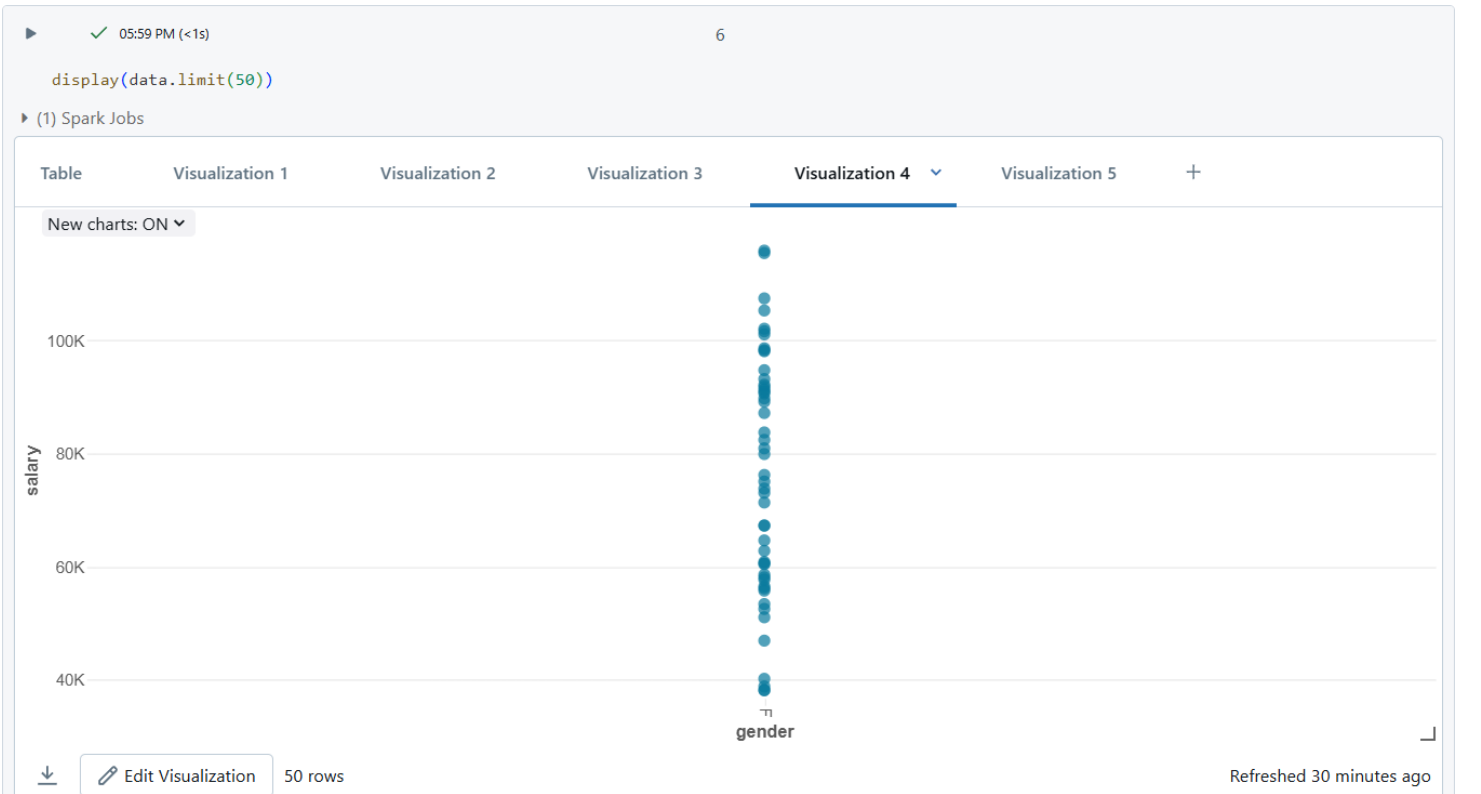 05:59 PM (<1s)
6
display(data.limit(50))
(1) Spark Jobs
Table Visualization 1 Visualization 2 Visualization 3 Visualization 4 Visualization 5 +
New charts: ON
100K
80K
60K
40K
salary
F
gender
Edit Visualization 50 rows Refreshed 30 minutes ago